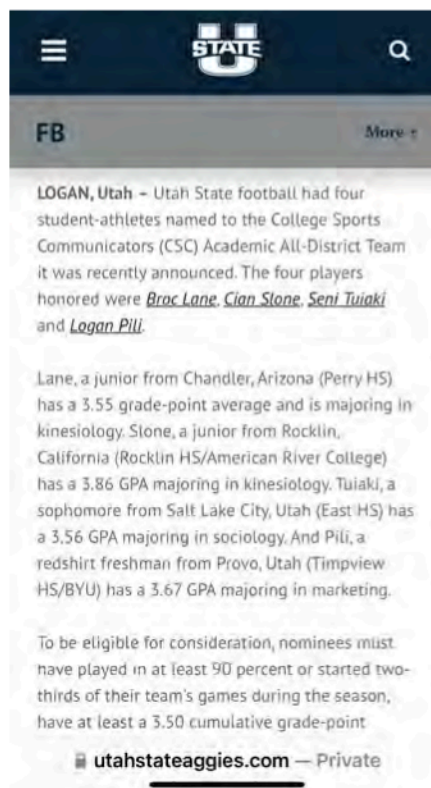 STATE
FB
More +
LOGAN, Utah – Utah State football had four
student-athletes named to the College Sports
Communicators (CSC) Academic All-District Team
it was recently announced. The four players
honored were Broc Lane, Cian Slone, Seni Tuiaki
and Logan Pili.
Lane, a junior from Chandler, Arizona (Perry HS)
has a 3.55 grade-point average and is majoring in
kinesiology. Slone, a junior from Rocklin,
California (Rocklin HS/American River College)
has a 3.86 GPA majoring in kinesiology. Tuiaki, a
sophomore from Salt Lake City, Utah (East HS) has
a 3.56 GPA majoring in sociology. And Pili, a
redshirt freshman from Provo, Utah (Timpview
HS/BYU) has a 3.67 GPA majoring in marketing.
To be eligible for consideration, nominees must
have played in at least 90 percent or started two-
thirds of their team's games during the season,
have at least a 3.50 cumulative grade-point
utahstateaggies.com — Private